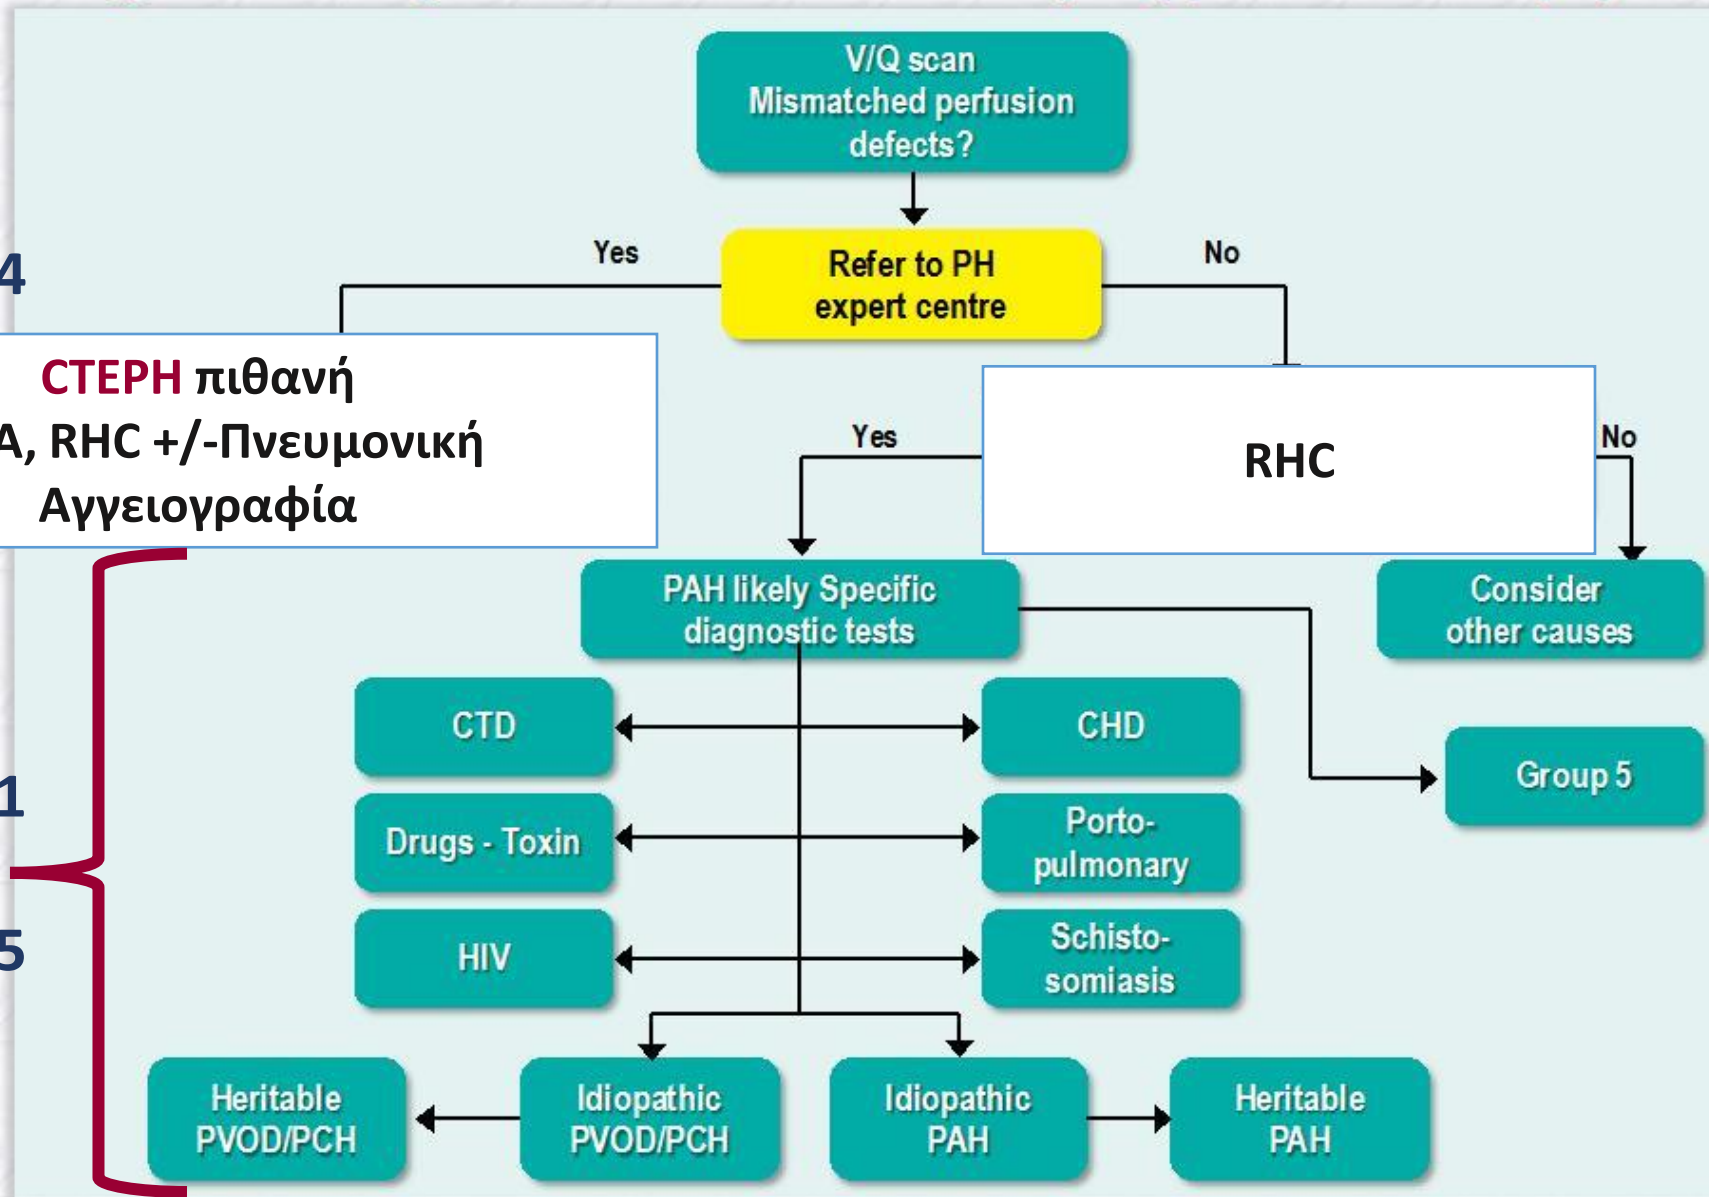 V/Q scan
Mismatched perfusion
defects?
Yes
Refer to PH
expert centre
No
4
CTEPH πιθανή
A, RHC +/-Πνευμονική
Αγγειογραφία
Yes
RHC
No
PAH likely Specific
diagnostic tests
Consider
other causes
CTD
CHD
Group 5
1
Drugs - Toxin
Porto-
pulmonary
5
HIV
Schisto-
somiasis
Heritable
PVOD/PCH
Idiopathic
PVOD/PCH
Idiopathic
PAH
Heritable
PAH